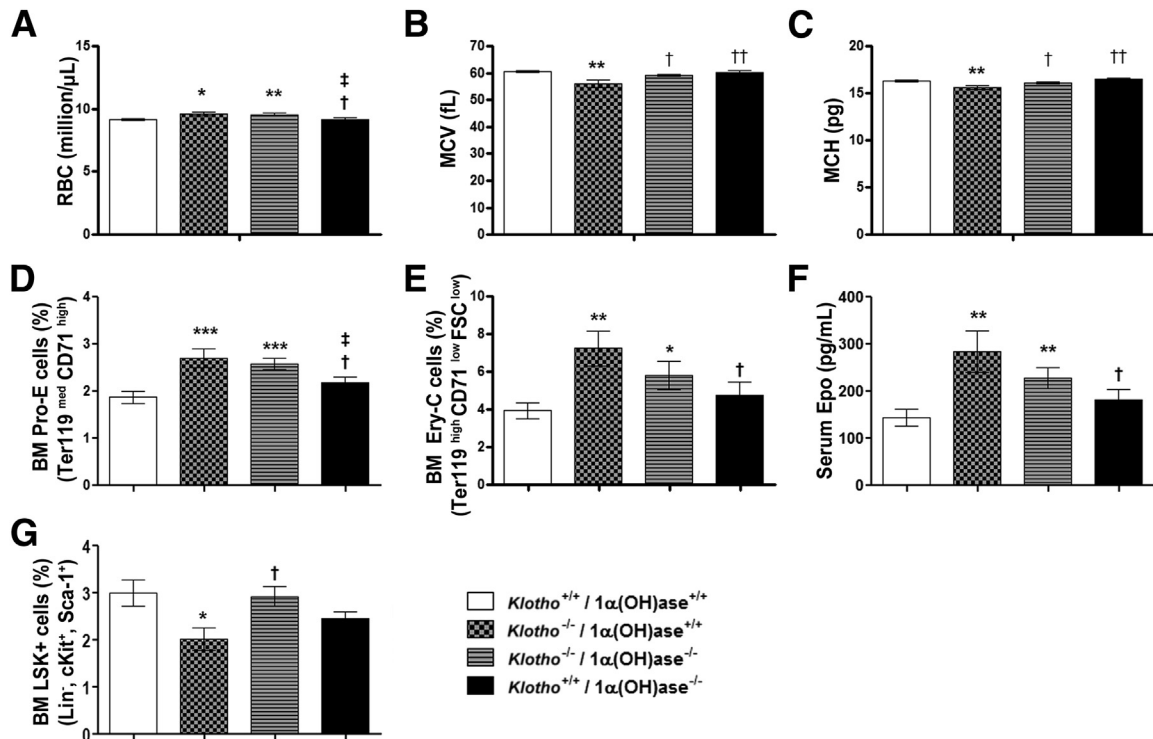 A
RBC (million/µL)
15
10
5
0
*
**
‡
†
B
MCV (fL)
70
60
50
40
30
20
10
0
**
†
††
C
MCH (pg)
20
15
10
5
0
**
†
††
D
BM Pro-E cells (%)
(Ter119 med CD71 high)
4
3
2
1
0
***
***
‡
†
E
BM Ery-C cells (%)
(Ter119 high CD71 low FSC low)
10
8
6
4
2
0
**
*
†
F
Serum Epo (pg/mL)
400
300
200
100
0
**
**
†
G
BM LSK+ cells (%)
(Lin-, cKit+, Sca-1+)
4
3
2
1
0
*
†
Klotho+/+ / 1α(OH)ase+/+
Klotho-/- / 1α(OH)ase+/+
Klotho-/- / 1α(OH)ase-/-
Klotho+/+ / 1α(OH)ase-/-